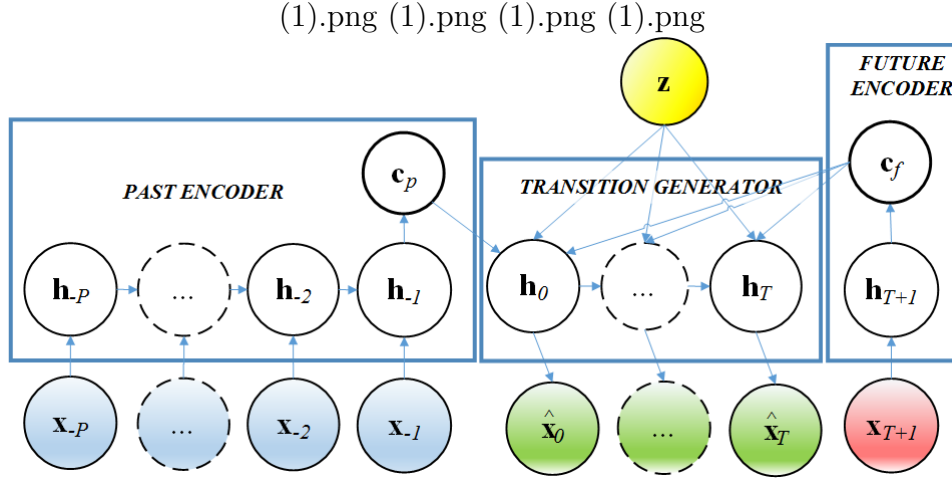 (1).png (1).png (1).png (1).png
FUTURE
ENCODER
z
c_f
c_p
PAST ENCODER
TRANSITION GENERATOR
h_-P ... h_-2 h_-1 h_0 ... h_T h_T+1
x_-P ... x_-2 x_-1 x̂_0 ... x̂_T x_T+1